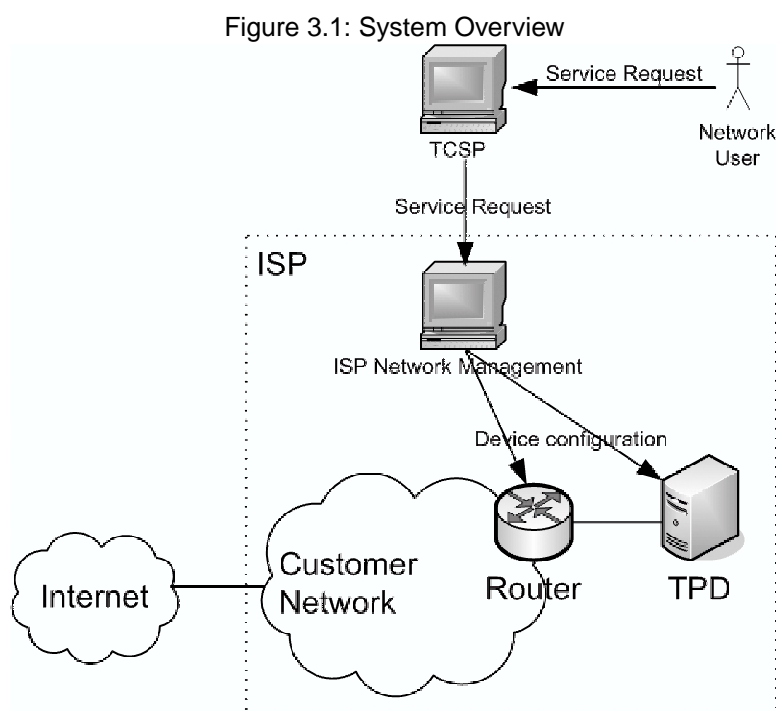 Figure 3.1: System Overview
Service Request
Network
User
TCSP
Service Request
ISP
ISP Network Management
Device configuration
Customer
Network
Internet
Router
TPD